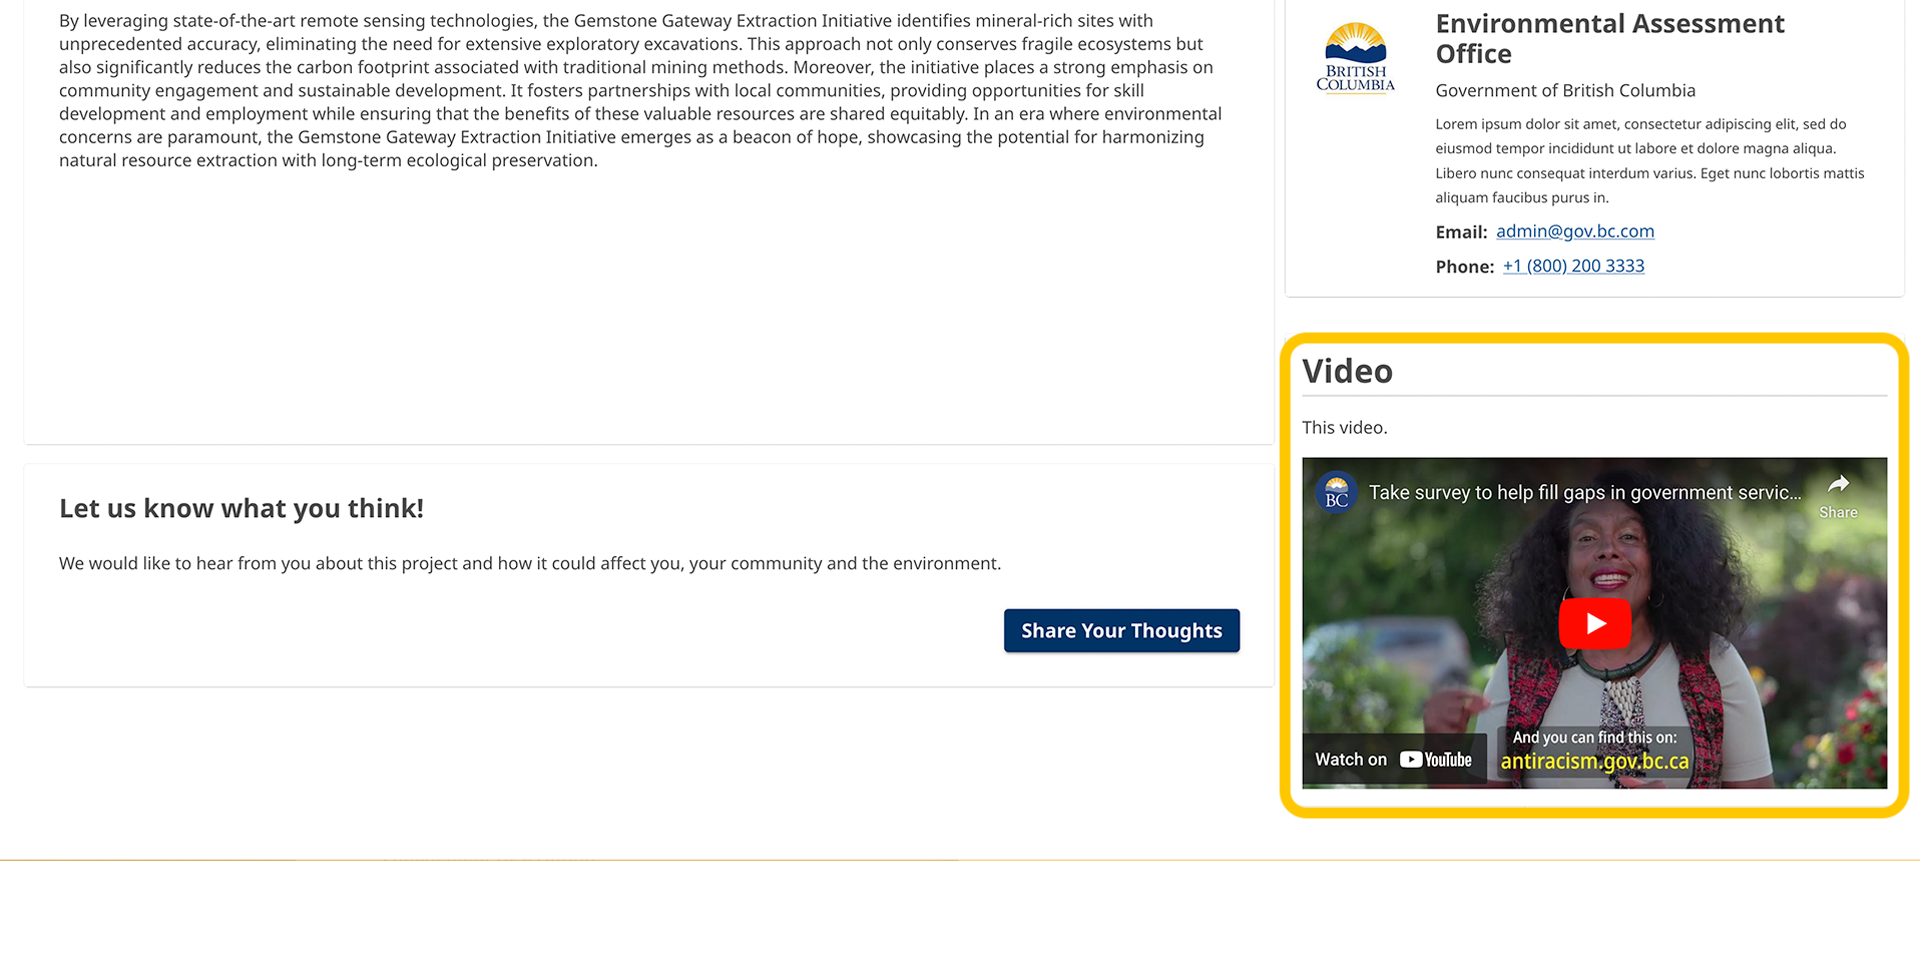 By leveraging state-of-the-art remote sensing technologies, the Gemstone Gateway Extraction Initiative identifies mineral-rich sites with
unprecedented accuracy, eliminating the need for extensive exploratory excavations. This approach not only conserves fragile ecosystems but
also significantly reduces the carbon footprint associated with traditional mining methods. Moreover, the initiative places a strong emphasis on
community engagement and sustainable development. It fosters partnerships with local communities, providing opportunities for skill
development and employment while ensuring that the benefits of these valuable resources are shared equitably. In an era where environmental
concerns are paramount, the Gemstone Gateway Extraction Initiative emerges as a beacon of hope, showcasing the potential for harmonizing
natural resource extraction with long-term ecological preservation.
Let us know what you think!
We would like to hear from you about this project and how it could affect you, your community and the environment.
Share Your Thoughts
BRITISH
COLUMBIA
Environmental Assessment
Office
Government of British Columbia
Lorem ipsum dolor sit amet, consectetur adipiscing elit, sed do
eiusmod tempor incididunt ut labore et dolore magna aliqua.
Libero nunc consequat interdum varius. Eget nunc lobortis mattis
aliquam faucibus purus in.
Email: admin@gov.bc.com
Phone: +1 (800) 200 3333
Video
This video.
BC
Take survey to help fill gaps in government servic...
Share
And you can find this on:
antiracism.gov.bc.ca
Watch on YouTube